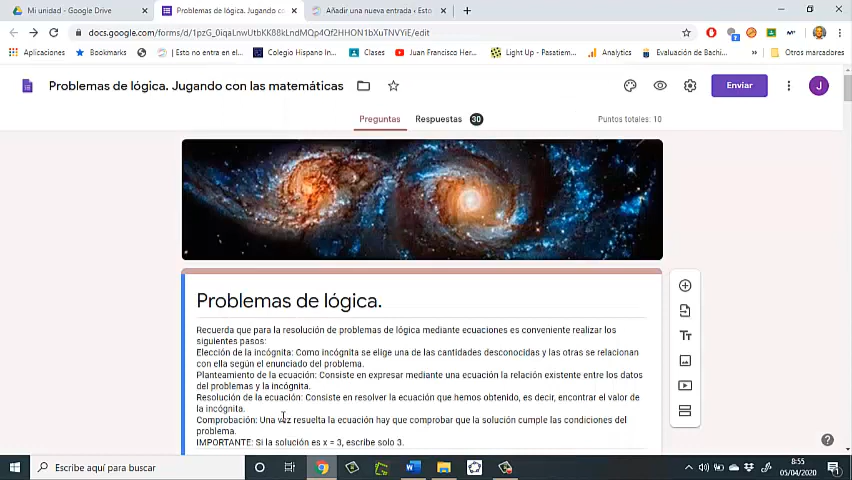 Mi unidad - Google Drive
Problemas de lógica. Jugando co
Añadir una nueva entrada ‹ Esto
docs.google.com/forms/d/1pzG_0iqaLnwUtbKK88kLndMQp4Qf2HHON1bXuTNVYiE/edit
Aplicaciones
Bookmarks
Esto no entra en el...
Colegio Hispano In...
Clases
Juan Francisco Her...
Light Up - Pasatiem...
Analytics
Evaluación de Bachi...
Otros marcadores
Problemas de lógica. Jugando con las matemáticas
Enviar
J
Preguntas
Respuestas 30
Puntos totales: 10
Problemas de lógica.
Recuerda que para la resolución de problemas de lógica mediante ecuaciones es conveniente realizar los
siguientes pasos:
Elección de la incógnita: Como incógnita se elige una de las cantidades desconocidas y las otras se relacionan
con ella según el enunciado del problema.
Planteamiento de la ecuación: Consiste en expresar mediante una ecuación la relación existente entre los datos
del problemas y la incógnita.
Resolución de la ecuación: Consiste en resolver la ecuación que hemos obtenido, es decir, encontrar el valor de
la incógnita.
Comprobación: Una vez resuelta la ecuación hay que comprobar que la solución cumple las condiciones del
problema.
IMPORTANTE: Si la solución es x = 3, escribe solo 3.
Escribe aquí para buscar
8:55
05/04/2020